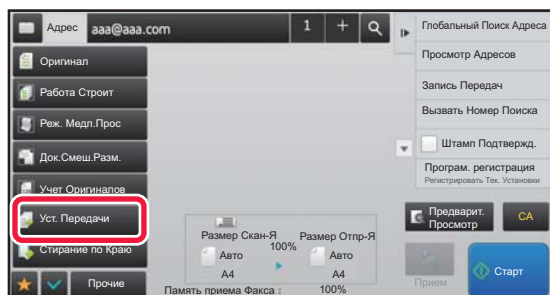 Адрес
aaa@aaa.com
1
+
Оригинал
Работа Строит
Реж. Медл.Прос
Док.Смеш.Разм.
Учет Оригиналов
Уст. Передачи
Стирание по Краю
Прочие
Размер Скан-Я
100%
Размер Отпр-Я
Авто
A4
Авто
A4
Память приема Факса :
100%
Глобальный Поиск Адреса
Просмотр Адресов
Запись Передач
Вызвать Номер Поиска
Штамп Подтвержд.
Програм. регистрация
Регистрировать Тек. Установки
Предварит.
Просмотр
CA
Прием
Старт